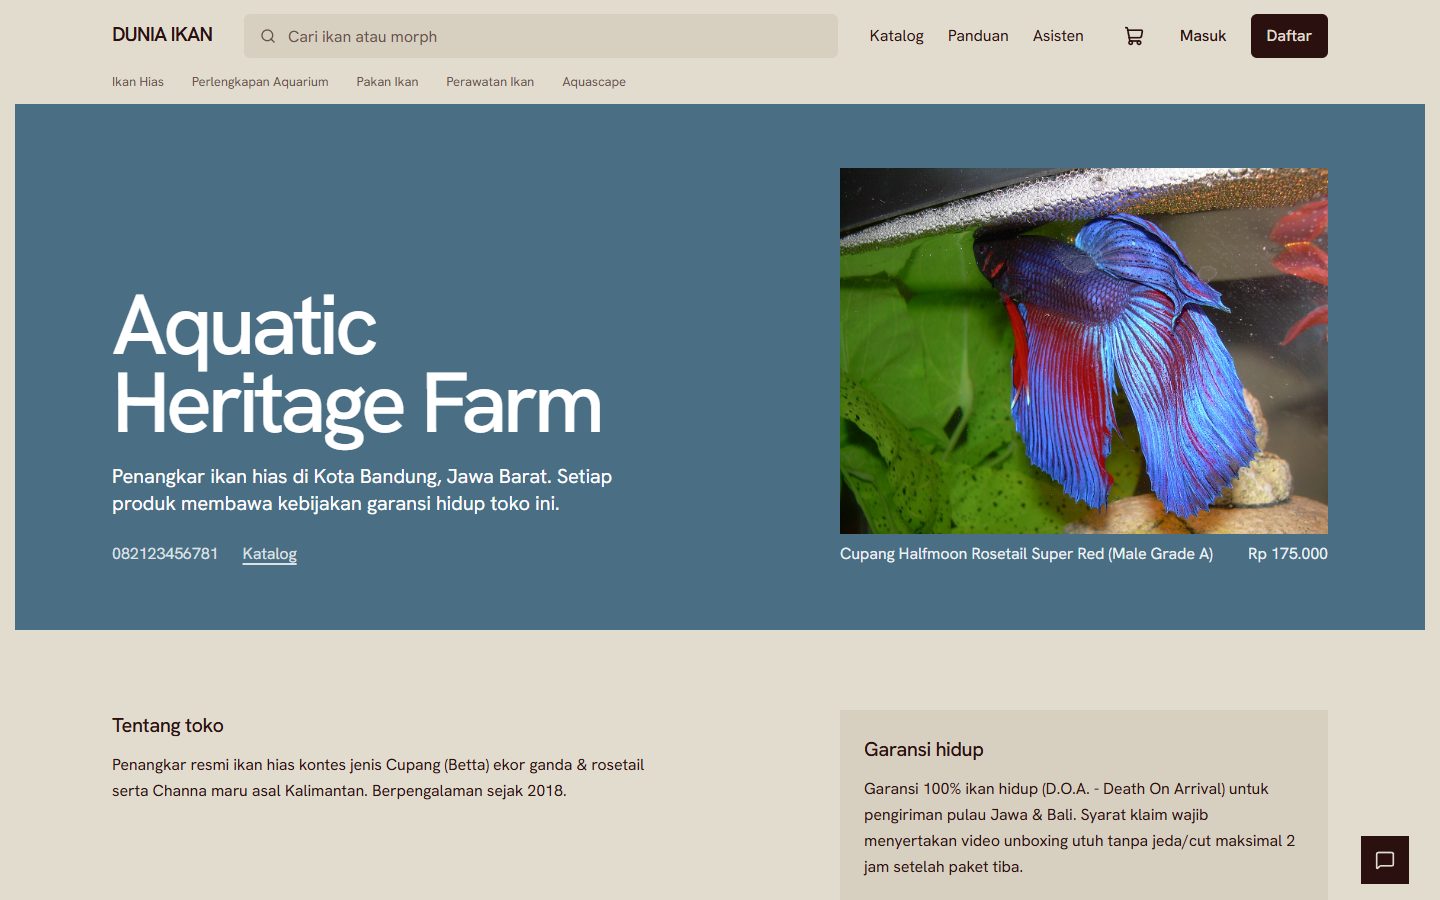 DUNIA IKAN
Cari ikan atau morph
Katalog
Panduan
Asisten
Masuk
Daftar
Ikan Hias
Perlengkapan Aquarium
Pakan Ikan
Perawatan Ikan
Aquascape
Aquatic
Heritage Farm
Penangkar ikan hias di Kota Bandung, Jawa Barat. Setiap
produk membawa kebijakan garansi hidup toko ini.
082123456781
Katalog
Cupang Halfmoon Rosetail Super Red (Male Grade A)
Rp 175.000
Tentang toko
Penangkar resmi ikan hias kontes jenis Cupang (Betta) ekor ganda & rosetail
serta Channa maru asal Kalimantan. Berpengalaman sejak 2018.
Garansi hidup
Garansi 100% ikan hidup (D.O.A. - Death On Arrival) untuk
pengiriman pulau Jawa & Bali. Syarat klaim wajib
menyertakan video unboxing utuh tanpa jeda/cut maksimal 2
jam setelah paket tiba.